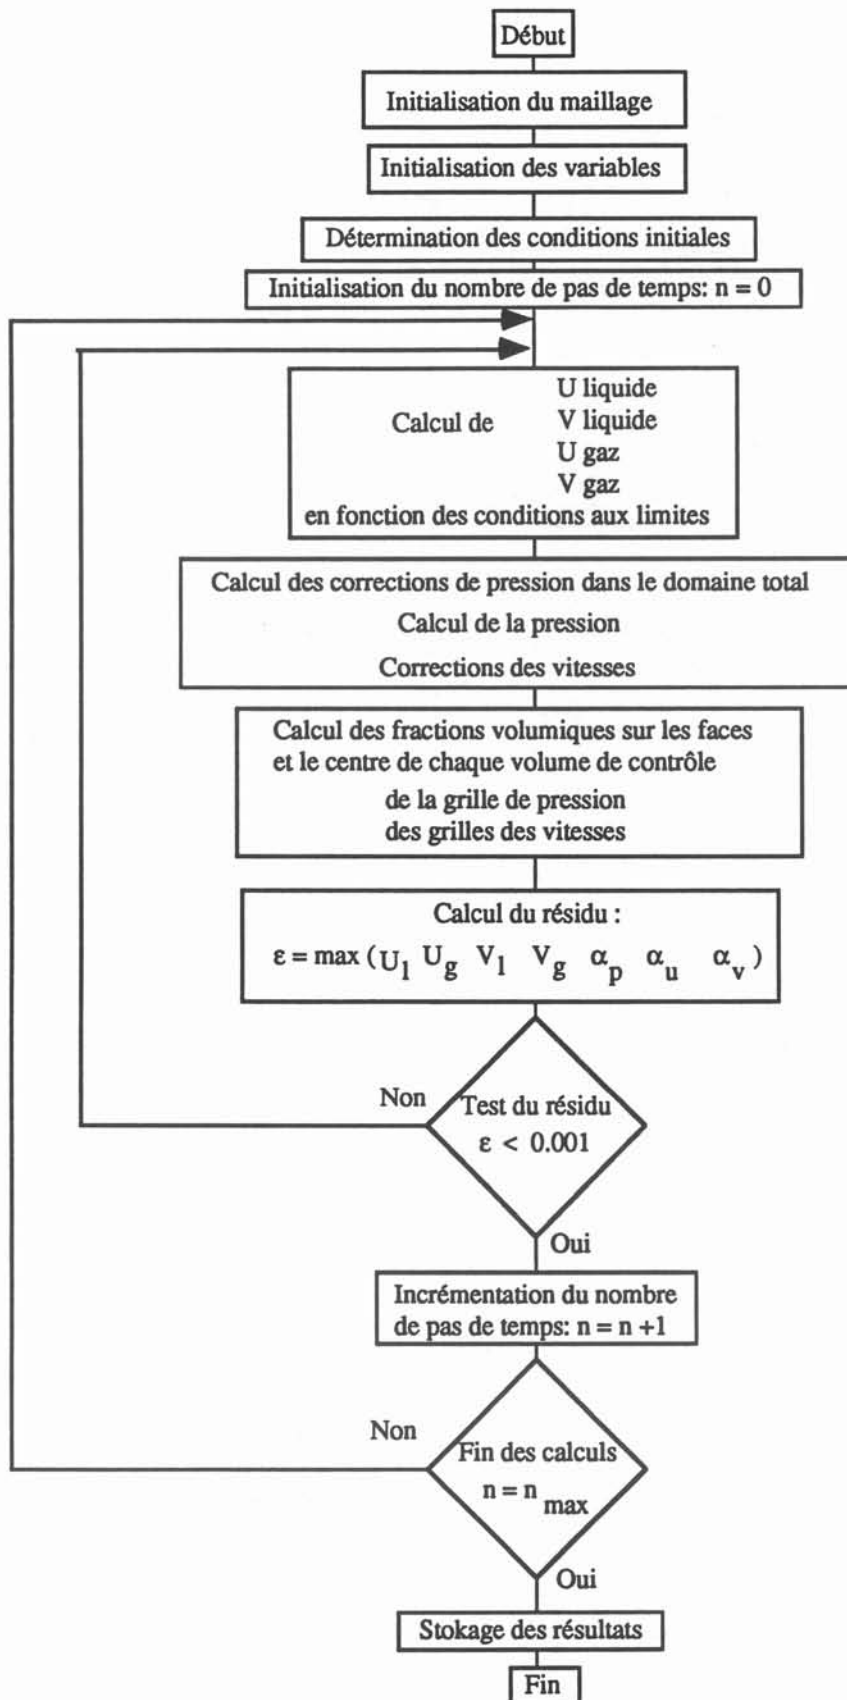 Début
Initialisation du maillage
Initialisation des variables
Détermination des conditions initiales
Initialisation du nombre de pas de temps: n = 0
U liquide
Calcul de
V liquide
U gaz
V gaz
en fonction des conditions aux limites
Calcul des corrections de pression dans le domaine total
Calcul de la pression
Corrections des vitesses
Calcul des fractions volumiques sur les faces
et le centre de chaque volume de contrôle
de la grille de pression
des grilles des vitesses
Calcul du résidu :
ε = max ( U_l U_g V_l V_g α_p α_u α_v )
Non
Test du résidu
ε < 0.001
Oui
Incrémentation du nombre
de pas de temps: n = n +1
Non
Fin des calculs
n = n_max
Oui
Stokage des résultats
Fin